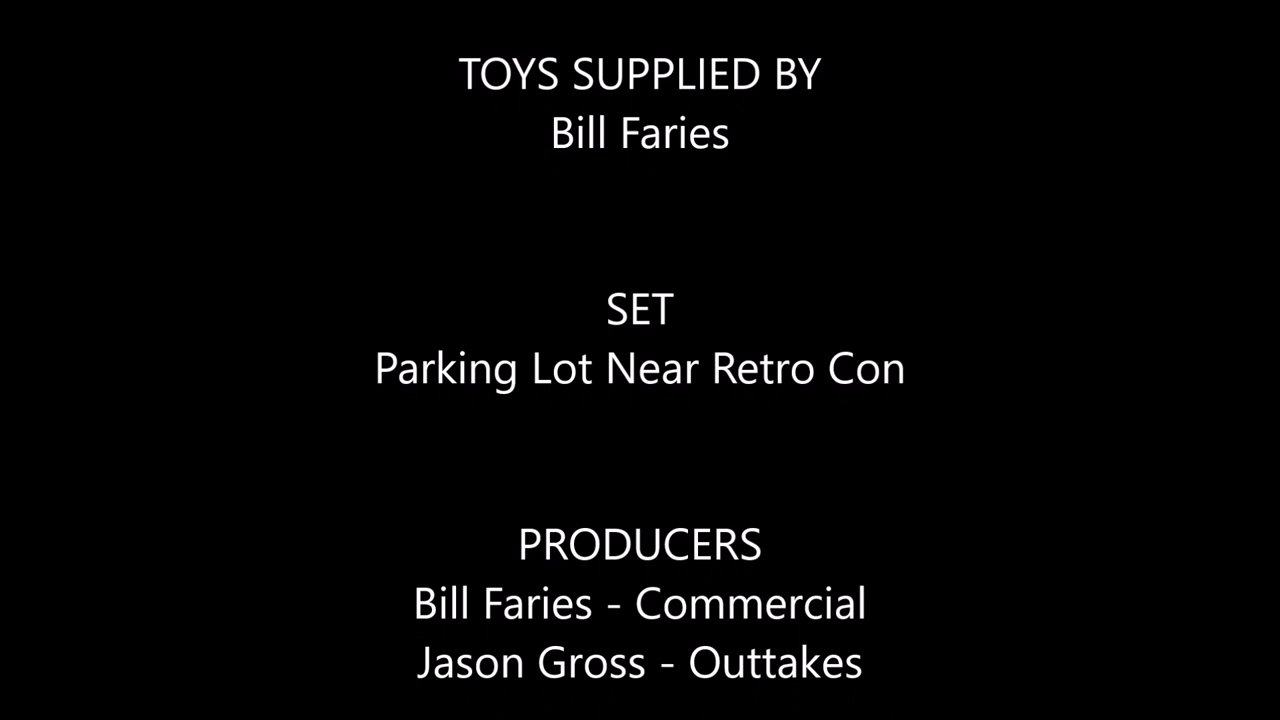 TOYS SUPPLIED BY
Bill Faries
SET
Parking Lot Near Retro Con
PRODUCERS
Bill Faries - Commercial
Jason Gross - Outtakes